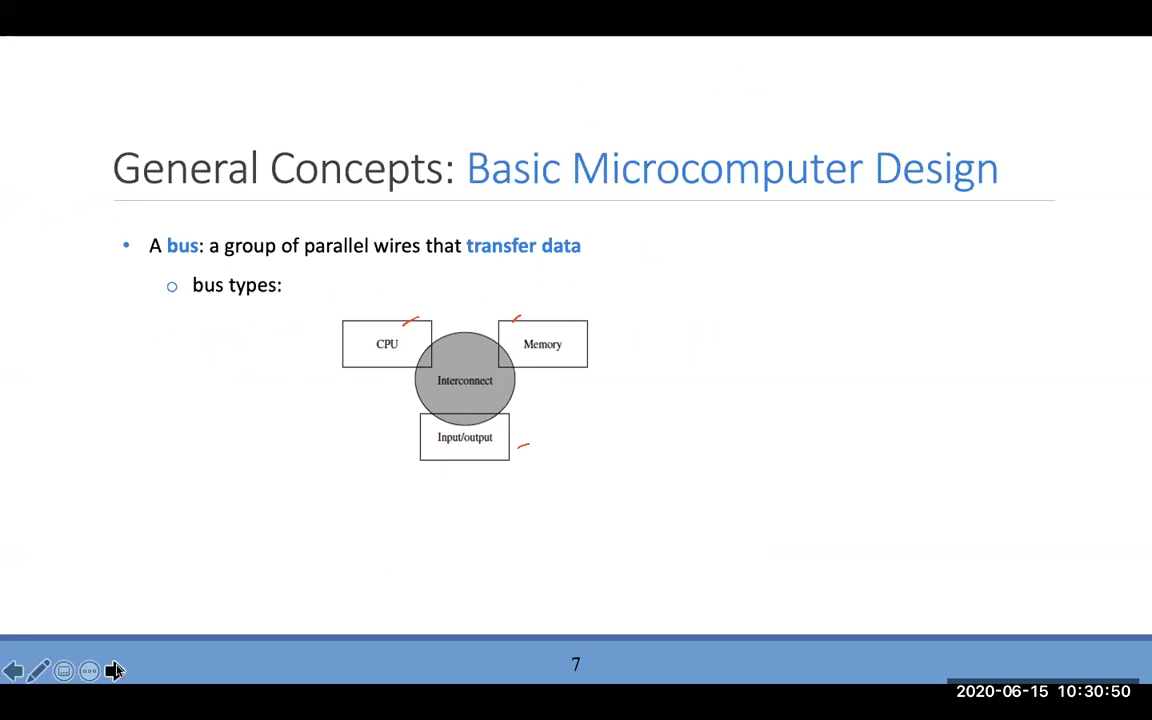 General Concepts: Basic Microcomputer Design
• A bus: a group of parallel wires that transfer data
o bus types:
CPU
Memory
Interconnect
Input/output
7
2020-06-15 10:30:50